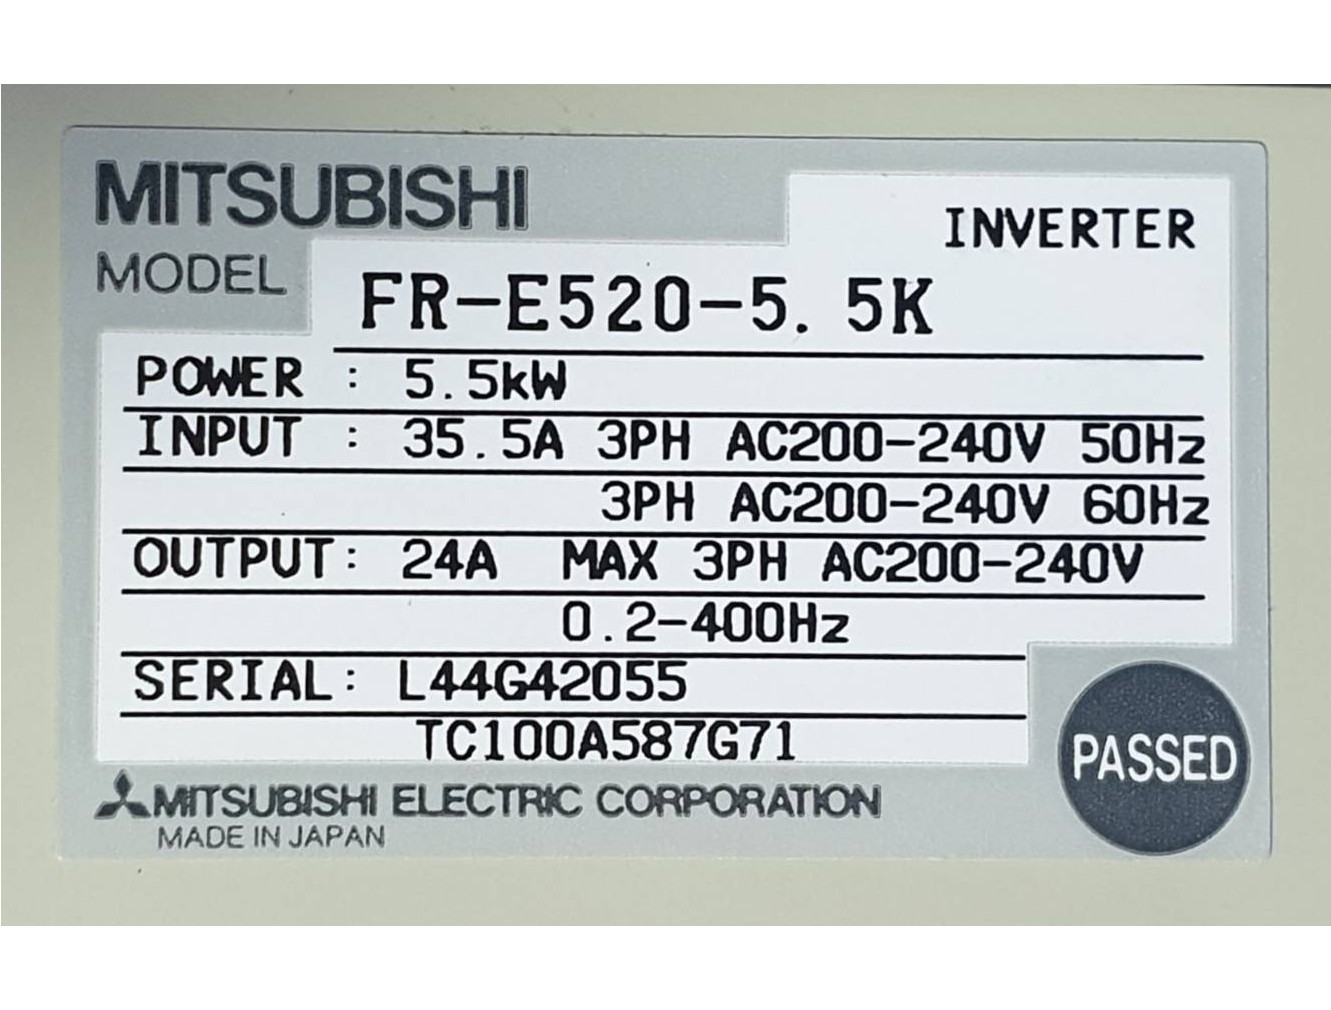 MITSUBISHI
INVERTER
MODEL FR-E520-5.5K
POWER : 5.5kW
INPUT : 35.5A 3PH AC200-240V 50Hz
3PH AC200-240V 60Hz
OUTPUT: 24A MAX 3PH AC200-240V
0.2-400Hz
SERIAL: L44G42055
TC100A587G71
PASSED
MITSUBISHI ELECTRIC CORPORATION
MADE IN JAPAN